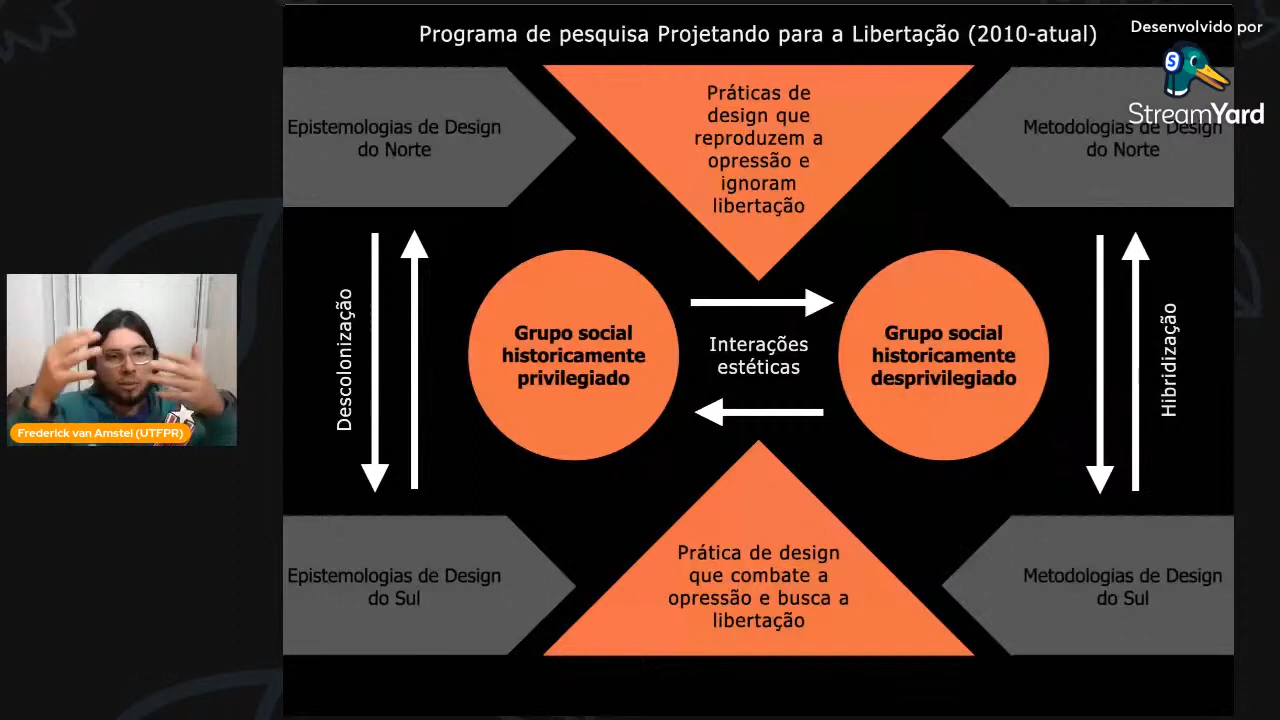 Programa de pesquisa Projetando para a Libertação (2010-atual)
Desenvolvido por
StreamYard
Epistemologias de Design
do Norte
Práticas de
design que
reproduzem a
opressão e
ignoram
libertação
Metodologias de Design
do Norte
Descolonização
Grupo social
historicamente
privilegiado
Interações
estéticas
Grupo social
historicamente
desprivilegiado
Hibridização
Frederick van Amstel (UTFPR)
Epistemologias de Design
do Sul
Prática de design
que combate a
opressão e busca a
libertação
Metodologias de Design
do Sul